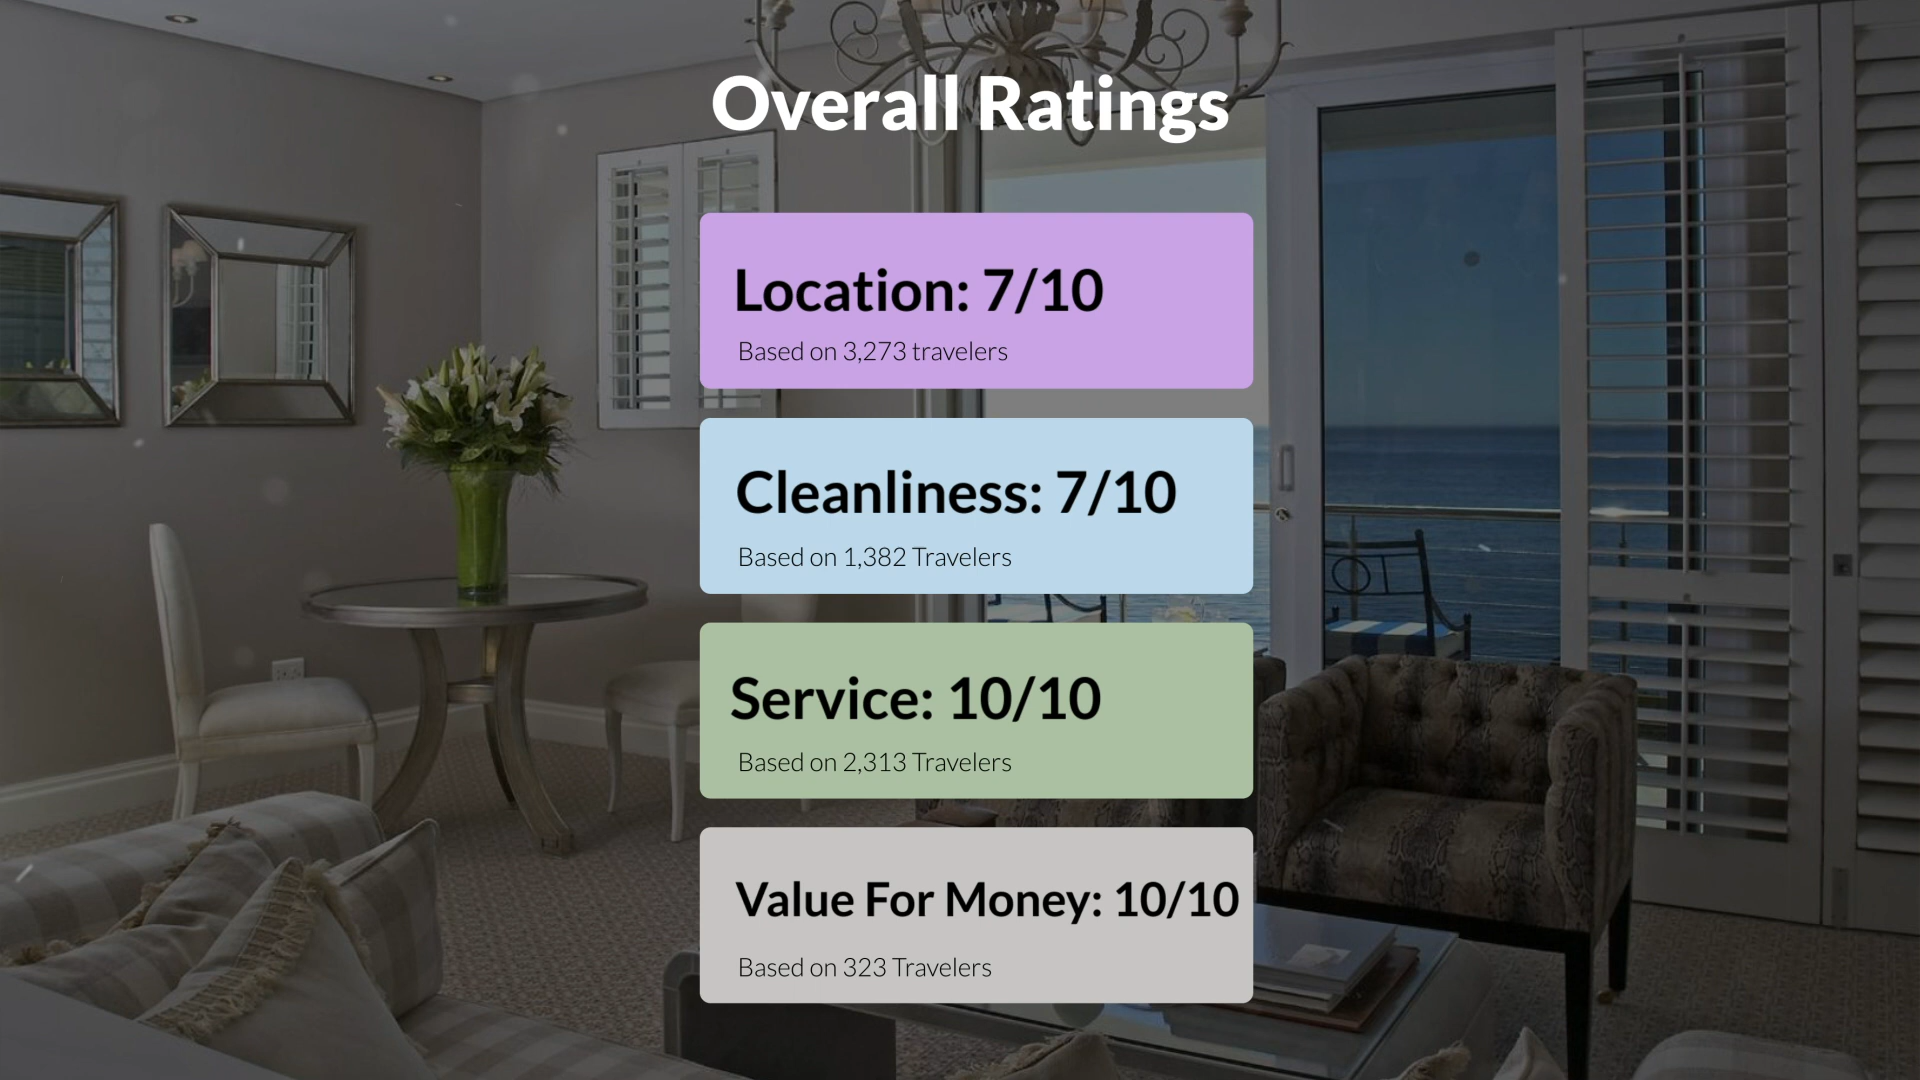 Overall Ratings
Location: 7/10
Based on 3,273 travelers
Cleanliness: 7/10
Based on 1,382 Travelers
Service: 10/10
Based on 2,313 Travelers
Value For Money: 10/10
Based on 323 Travelers